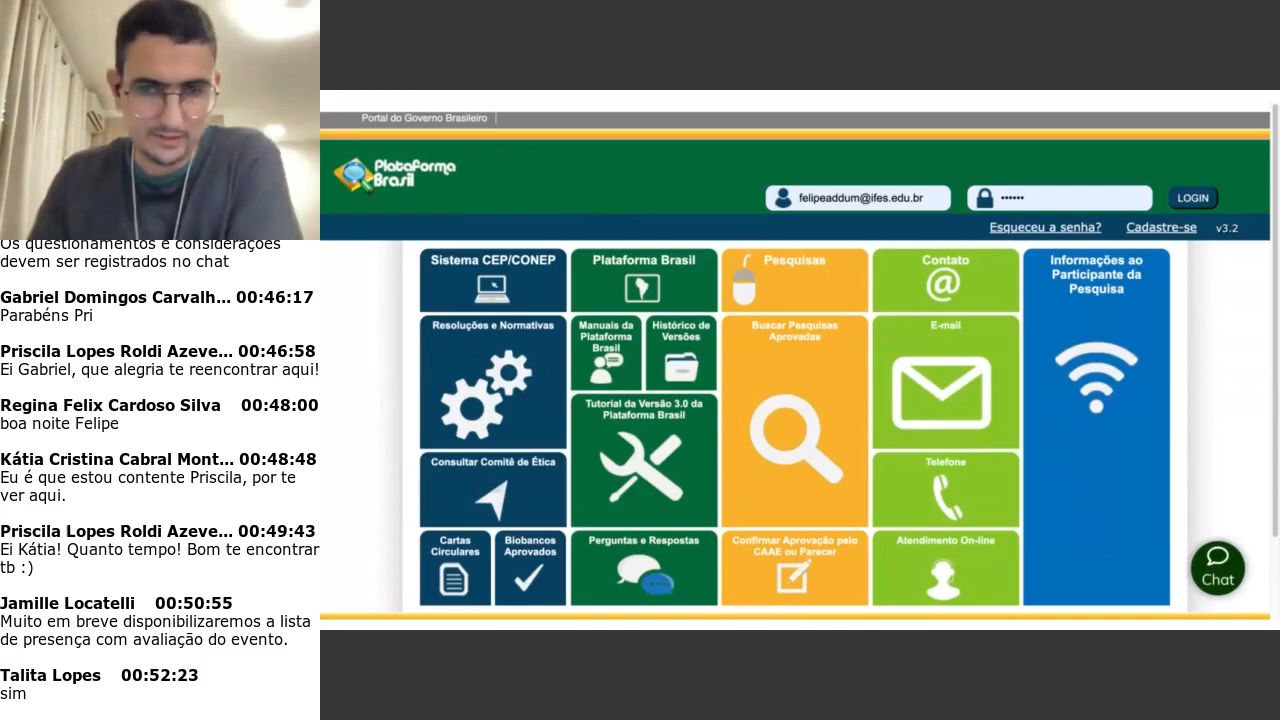 Os questionamentos e considerações
devem ser registrados no chat
Gabriel Domingos Carvalh... 00:46:17
Parabéns Pri
Priscila Lopes Roldi Azeve... 00:46:58
Ei Gabriel, que alegria te reencontrar aqui!
Regina Felix Cardoso Silva 00:48:00
boa noite Felipe
Kátia Cristina Cabral Mont... 00:48:48
Eu é que estou contente Priscila, por te
ver aqui.
Priscila Lopes Roldi Azeve... 00:49:43
Ei Kátia! Quanto tempo! Bom te encontrar
tb :)
Jamille Locatelli 00:50:55
Muito em breve disponibilizaremos a lista
de presença com avaliação do evento.
Talita Lopes 00:52:23
sim
Portal do Governo Brasileiro
Plataforma
Brasil
felipeaddum@ifes.edu.br
••••••
LOGIN
Esqueceu a senha?
Cadastre-se
v3.2
Sistema CEP/CONEP
Resoluções e Normativas
Consultar Comitê de Ética
Cartas
Circulares
Biobancos
Aprovados
Plataforma Brasil
Manuais da
Plataforma
Brasil
Histórico de
Versões
Tutorial da Versão 3.0 da
Plataforma Brasil
Perguntas e Respostas
Pesquisas
Buscar Pesquisas
Aprovadas
Confirmar Aprovação pelo
CAAE ou Parecer
Contato
@
E-mail
Telefone
Atendimento On-line
Informações ao
Participante da
Pesquisa
Chat